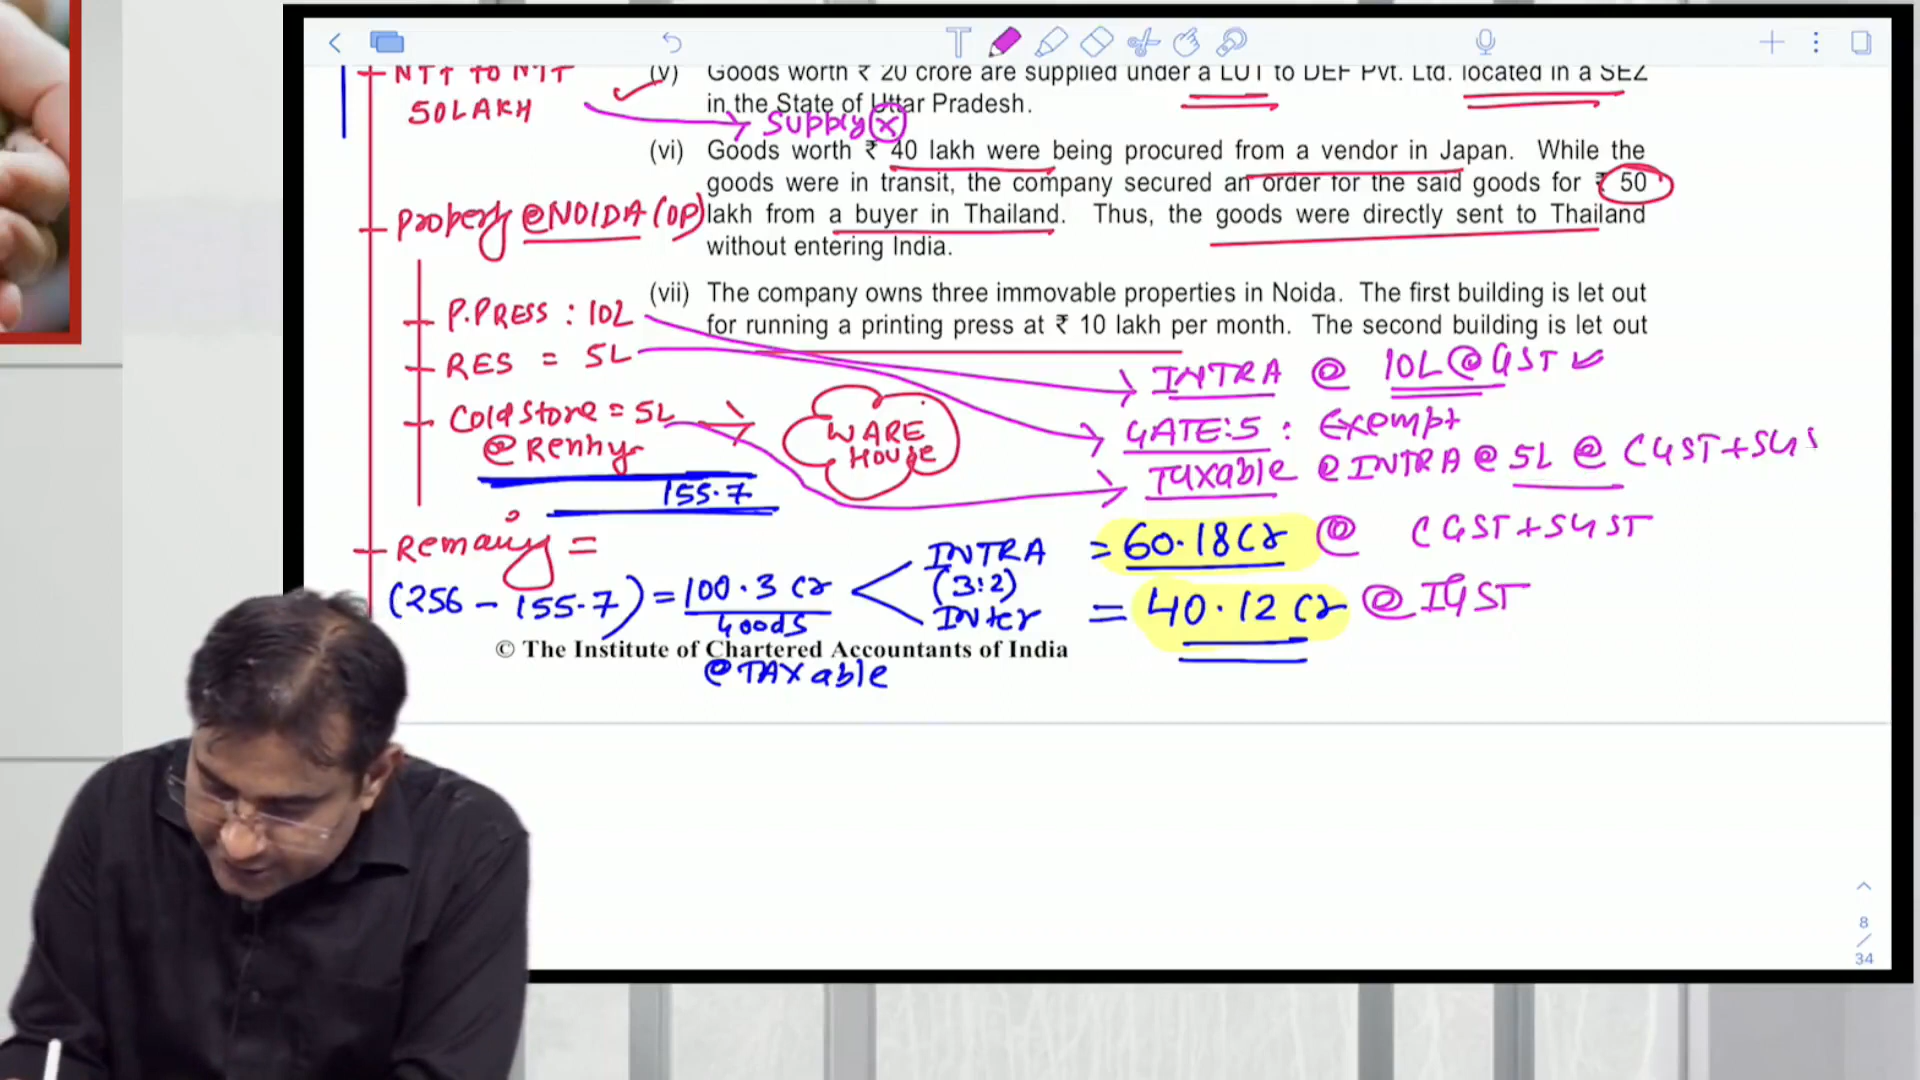 NTT TO NTT
50LAKH
(v) Goods worth ₹ 20 crore are supplied under a LUT to DEF Pvt. Ltd. located in a SEZ
in the State of Uttar Pradesh.
Supply (x)
(vi) Goods worth ₹ 40 lakh were being procured from a vendor in Japan. While the
goods were in transit, the company secured an order for the said goods for ₹ 50
lakh from a buyer in Thailand. Thus, the goods were directly sent to Thailand
without entering India.
Property @NOIDA (OP)
(vii) The company owns three immovable properties in Noida. The first building is let out
for running a printing press at ₹ 10 lakh per month. The second building is let out
P.PRESS : 10L
RES = 5L
Cold Store = 5L
WARE
HOUSE
INTRA @ 10L @ GST
GATE:5 : Exempt
Taxable @ INTRA @ 5L @ CGST+SGS
155.7
Remaing =
(256 - 155.7) = 100.3 Cr
Goods
@TAXable
INTRA = 60.18 Cr @ CGST+SGST
(3:2)
Inter = 40.12 Cr @ IGST
© The Institute of Chartered Accountants of India
8
/
34